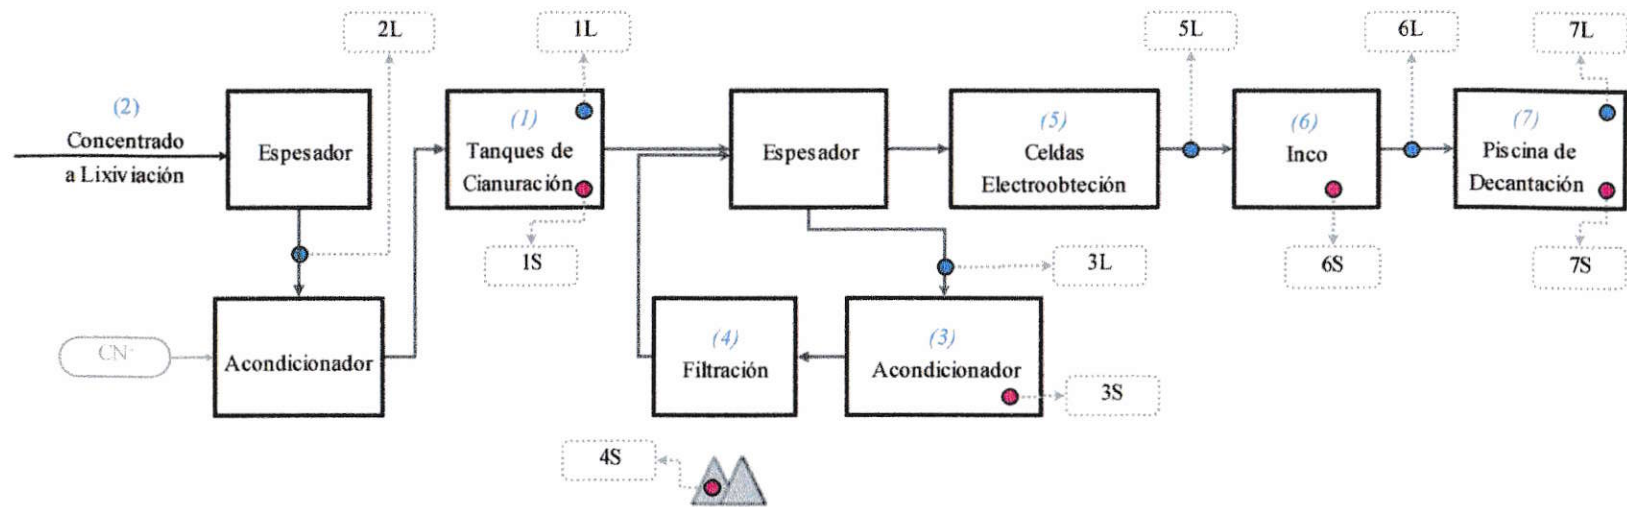 2L
1L
5L
6L
7L
(2)
Concentrado
a Lixiviación
Espesador
(1)
Tanques de
Cianuración
Espesador
(5)
Celdas
Electroobteción
(6)
Inco
(7)
Piscina de
Decantación
1S
3L
6S
7S
CN-
Acondicionador
(4)
Filtración
(3)
Acondicionador
3S
4S